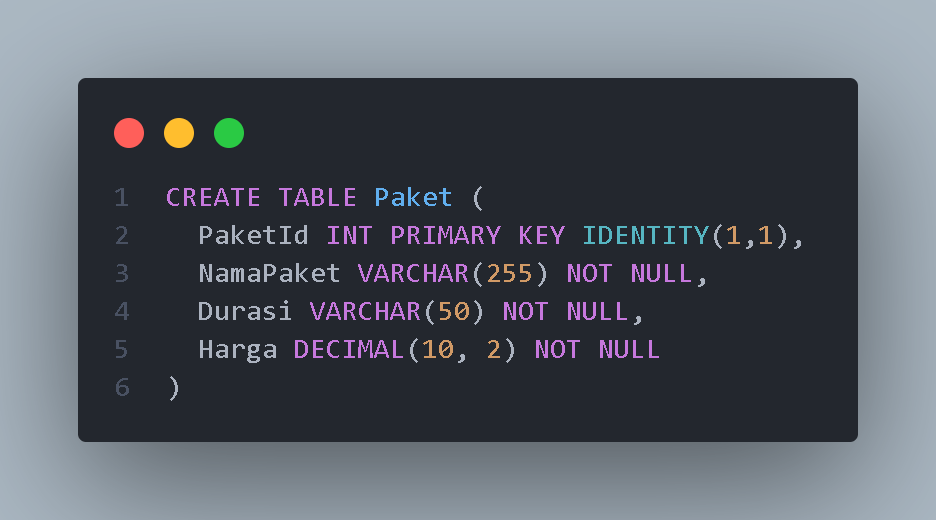 1 CREATE TABLE Paket (
2 PaketId INT PRIMARY KEY IDENTITY(1,1),
3 NamaPaket VARCHAR(255) NOT NULL,
4 Durasi VARCHAR(50) NOT NULL,
5 Harga DECIMAL(10, 2) NOT NULL
6 )